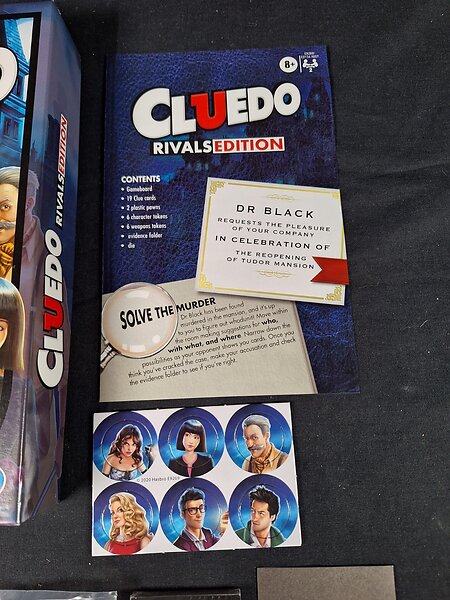 CLUEDO
RIVALS EDITION
8+
2
CLUEDO
RIVALS EDITION
CONTENTS
• Gameboard
• 19 Clue cards
• 2 plastic pawns
• 6 character tokens
• 6 weapons tokens
• evidence folder
• die
DR BLACK
REQUESTS THE PLEASURE
OF YOUR COMPANY
IN CELEBRATION OF
THE REOPENING
OF TUDOR MANSION
SOLVE THE MURDER
Dr Black has been found
murdered in the mansion, and it's up
to you to figure out whodunit! Move within
the room making suggestions for who,
with what, and where. Narrow down the
possibilities as your opponent shows you cards. Once you
think you've cracked the case, make your accusation and check
the evidence folder to see if you're right.
© 2020 Hasbro E9269